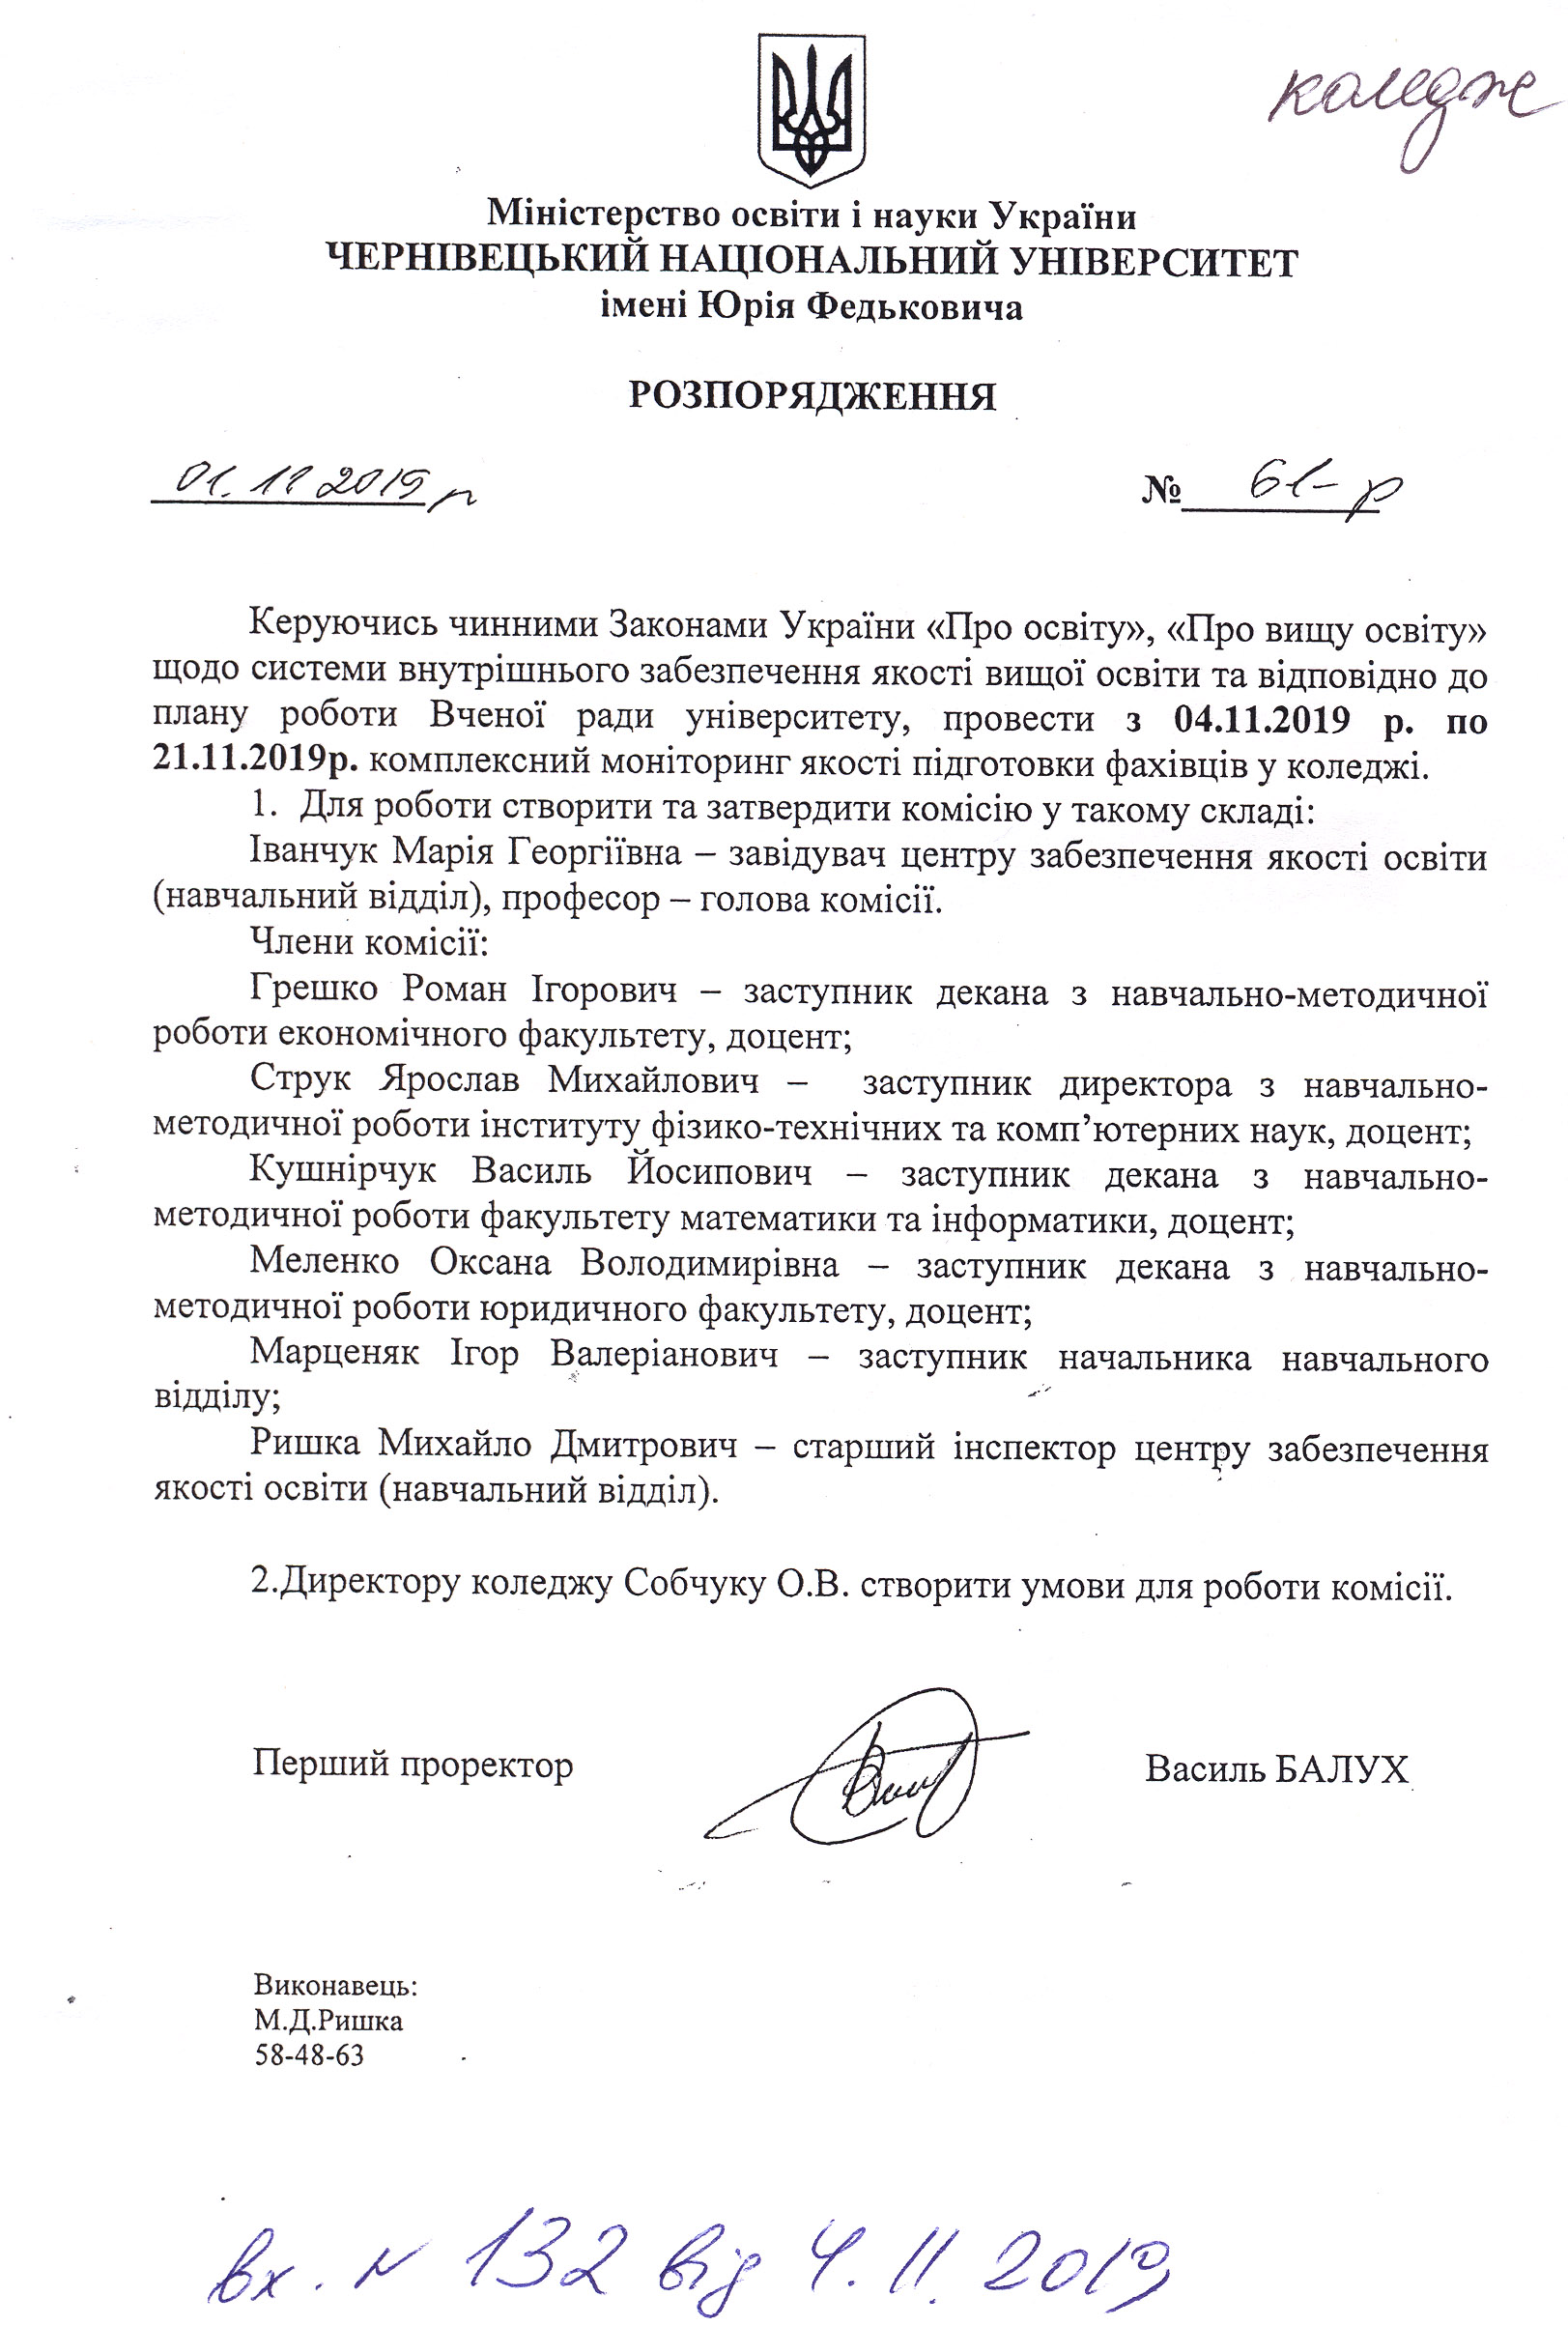 коледж
Міністерство освіти і науки України
ЧЕРНІВЕЦЬКИЙ НАЦІОНАЛЬНИЙ УНІВЕРСИТЕТ
імені Юрія Федьковича
РОЗПОРЯДЖЕННЯ
01.11 2019 р № 61-р
Керуючись чинними Законами України «Про освіту», «Про вищу освіту»
щодо системи внутрішнього забезпечення якості вищої освіти та відповідно до
плану роботи Вченої ради університету, провести з 04.11.2019 р. по
21.11.2019р. комплексний моніторинг якості підготовки фахівців у коледжі.
1. Для роботи створити та затвердити комісію у такому складі:
Іванчук Марія Георгіївна – завідувач центру забезпечення якості освіти
(навчальний відділ), професор – голова комісії.
Члени комісії:
Грешко Роман Ігорович – заступник декана з навчально-методичної
роботи економічного факультету, доцент;
Струк Ярослав Михайлович – заступник директора з навчально-
методичної роботи інституту фізико-технічних та комп’ютерних наук, доцент;
Кушнірчук Василь Йосипович – заступник декана з навчально-
методичної роботи факультету математики та інформатики, доцент;
Меленко Оксана Володимирівна – заступник декана з навчально-
методичної роботи юридичного факультету, доцент;
Марценяк Ігор Валеріанович – заступник начальника навчального
відділу;
Ришка Михайло Дмитрович – старший інспектор центру забезпечення
якості освіти (навчальний відділ).
2.Директору коледжу Собчуку О.В. створити умови для роботи комісії.
Перший проректор Василь БАЛУХ
Виконавець:
М.Д.Ришка
58-48-63
вх. N 132 від 4.11.2019